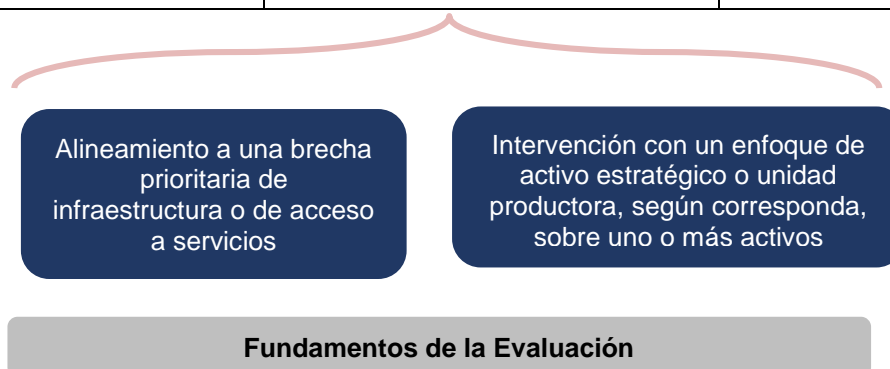 Alineamiento a una brecha
prioritaria de
infraestructura o de acceso
a servicios
Intervención con un enfoque de
activo estratégico o unidad
productora, según corresponda,
sobre uno o más activos
Fundamentos de la Evaluación